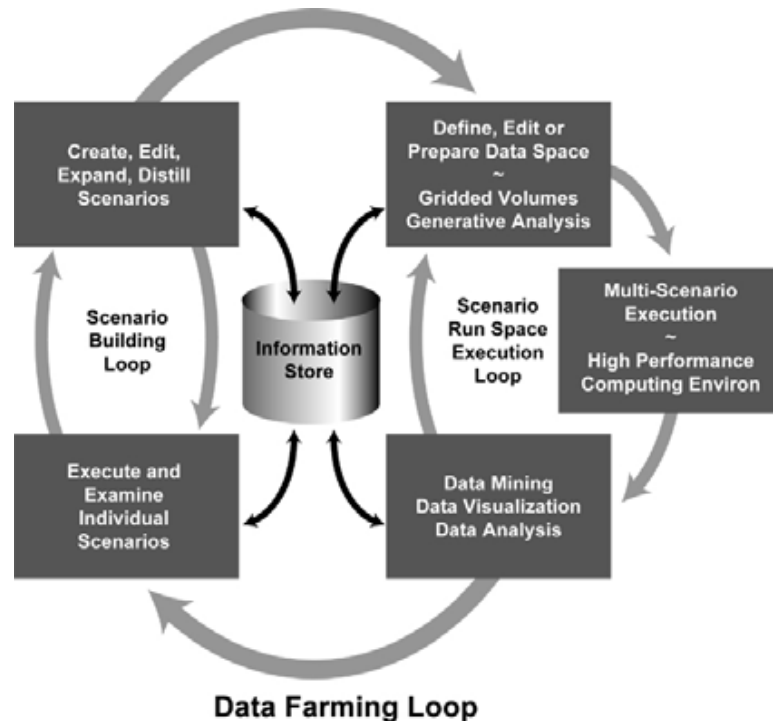 Create, Edit,
Expand, Distill
Scenarios
Define, Edit or
Prepare Data Space
~
Gridded Volumes
Generative Analysis
Scenario
Building
Loop
Information
Store
Scenario
Run Space
Execution
Loop
Multi-Scenario
Execution
~
High Performance
Computing Environ
Execute and
Examine
Individual
Scenarios
Data Mining
Data Visualization
Data Analysis
Data Farming Loop